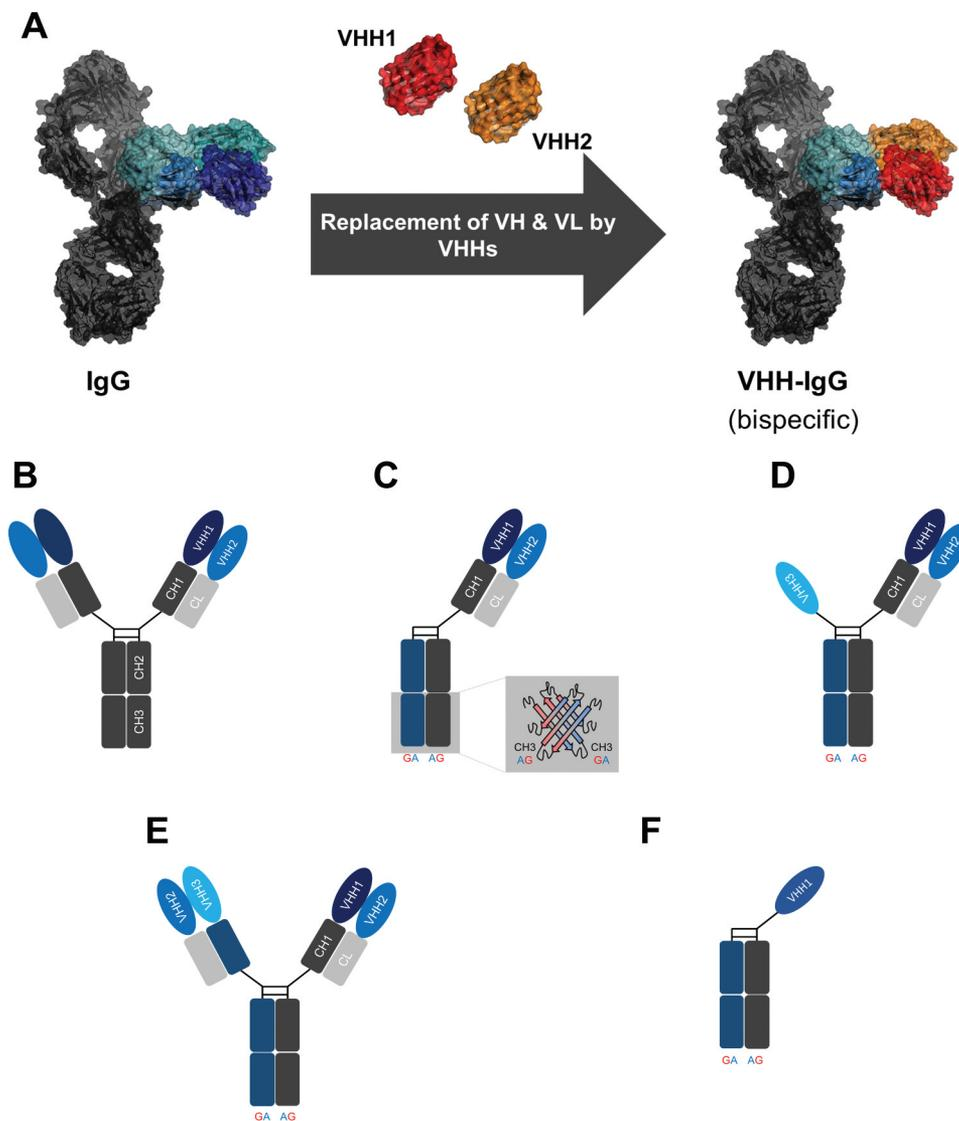 A
VHH1
VHH2
Replacement of VH & VL by
VHHs
IgG
VHH-IgG
(bispecific)
B
VHH1
VHH2
CH1
CL
CH2
CH3
C
VHH1
VHH2
CH1
CL
GA AG
CH3
AG
CH3
GA
D
VHH3
VHH1
VHH2
CH1
CL
GA AG
E
VHH2
VHH3
VHH1
VHH2
CH1
CL
GA AG
F
VHH1
GA AG